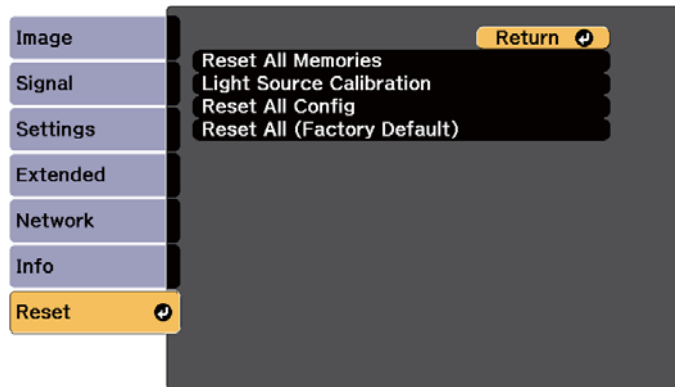 Image
Signal
Settings
Extended
Network
Info
Reset
Return
Reset All Memories
Light Source Calibration
Reset All Config
Reset All (Factory Default)